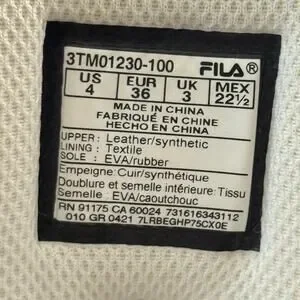 3TM01230-100 FILA®
US EUR UK MEX
4 36 3 22½
MADE IN CHINA
FABRIQUÉ EN CHINE
HECHO EN CHINA
UPPER : Leather/synthetic
LINING : Textile
SOLE : EVA/rubber
Empeigne: Cuir/synthétique
Doublure et semelle intérieure: Tissu
Semelle : EVA/caoutchouc
RN 91175 CA 60024 731616343112
010 GR 0421 7LRBEGHP75CX0E